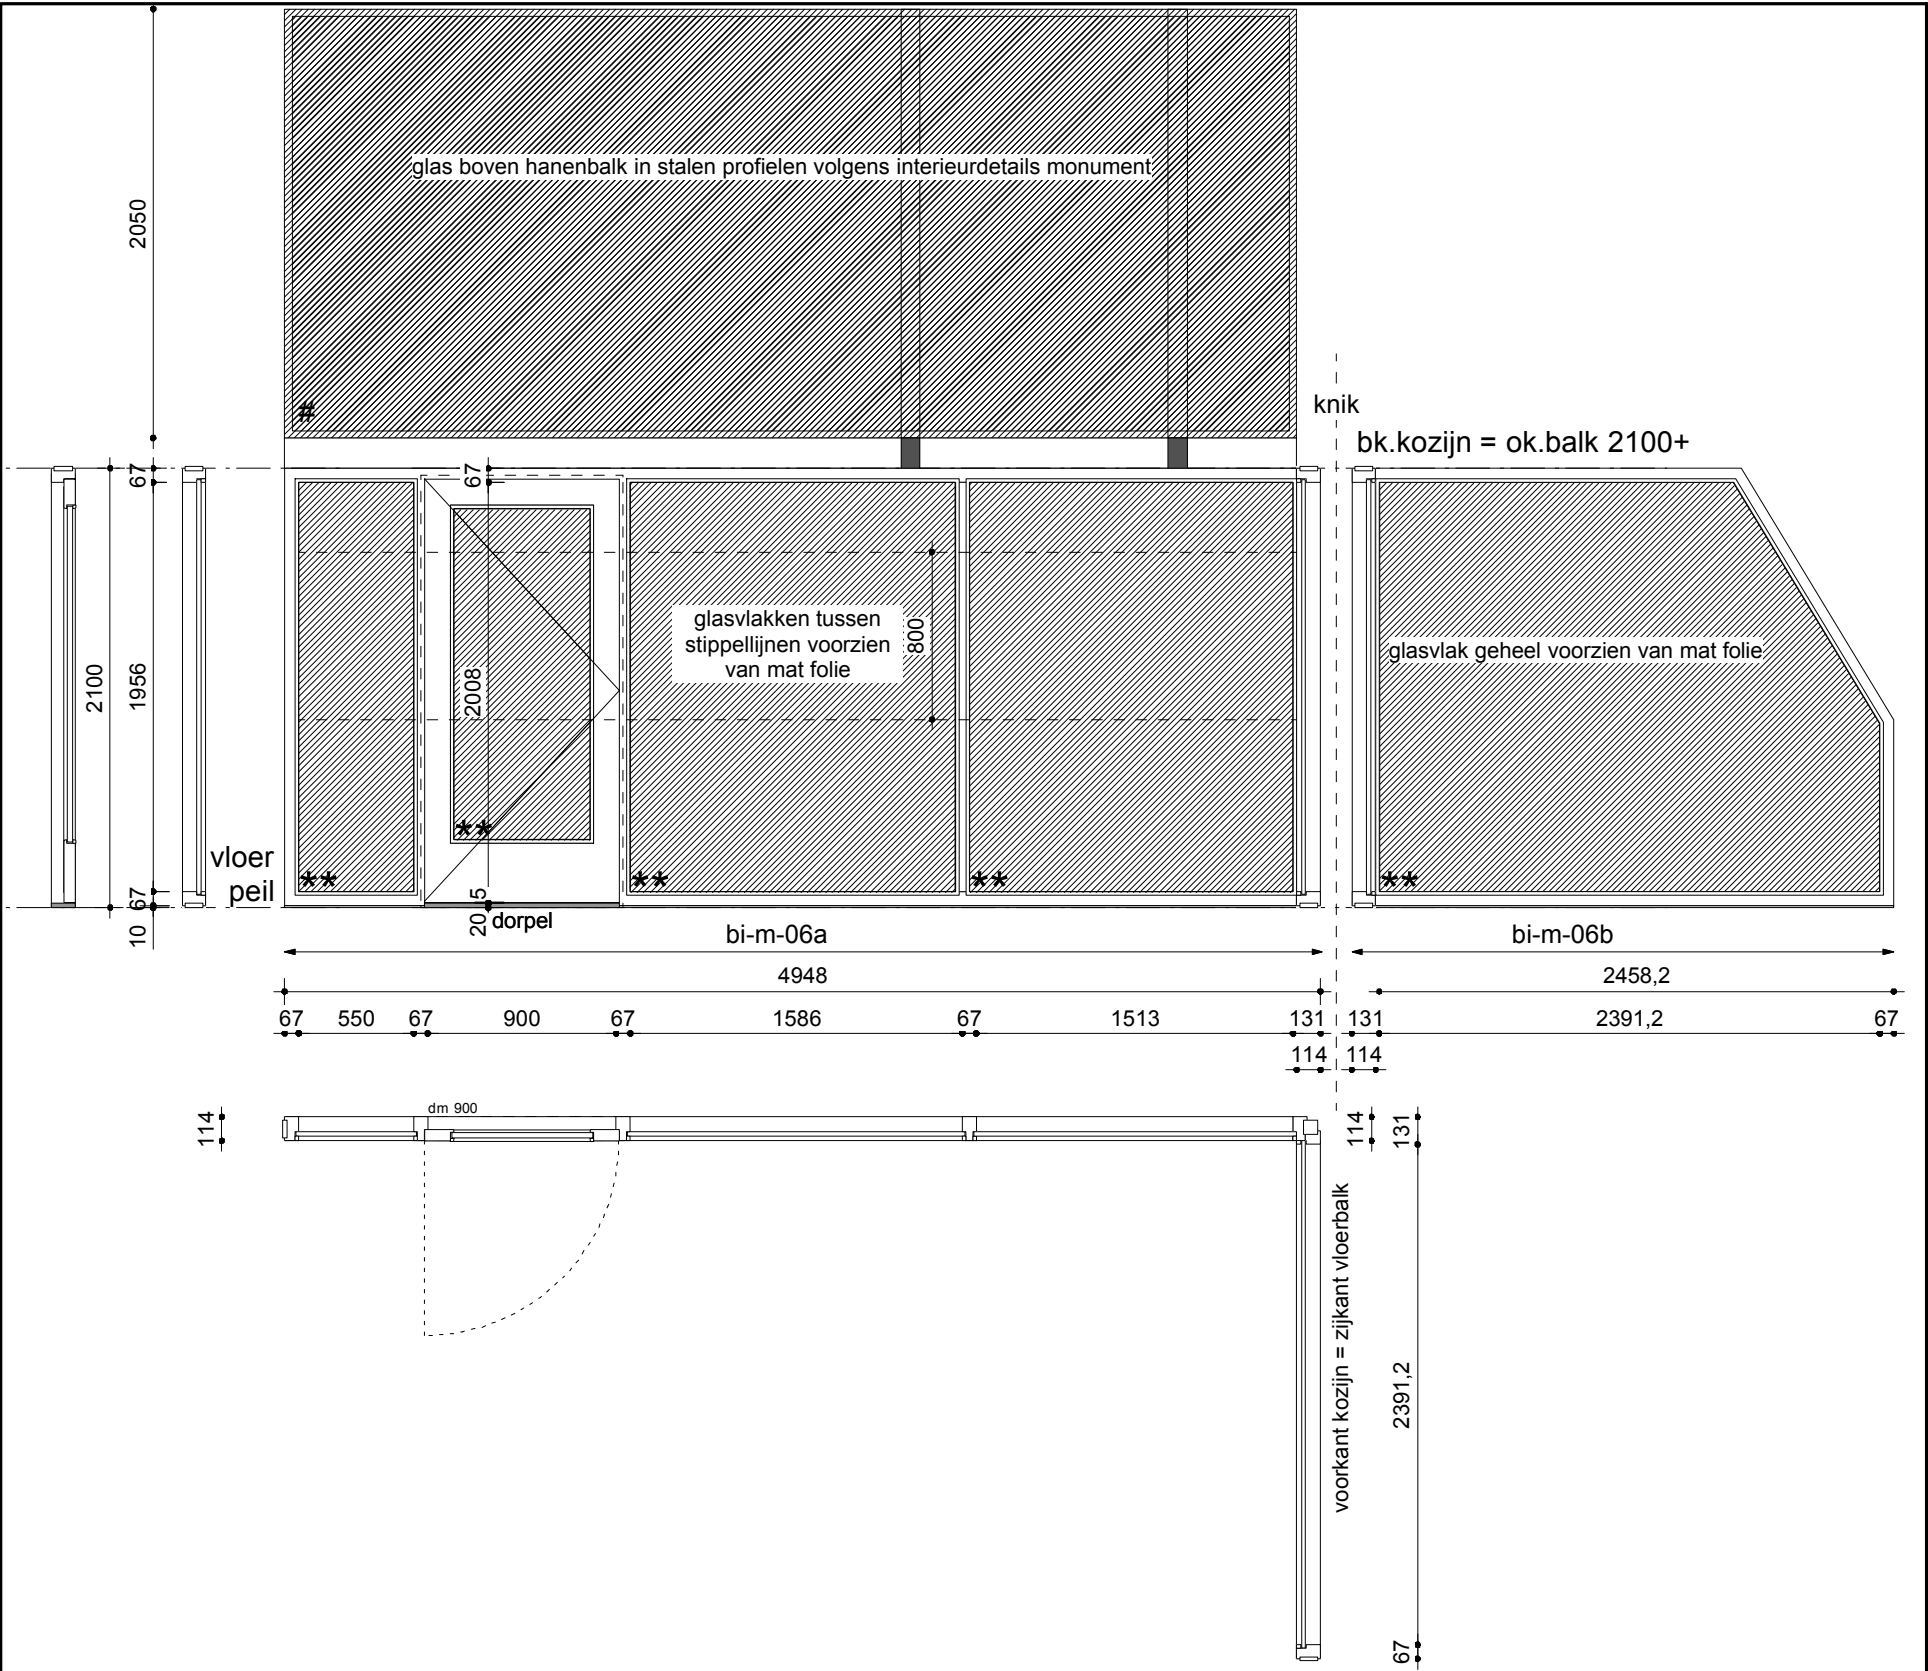 glas boven hanenbalk in stalen profielen volgens interieurdetails monument
2050
#
knik
bk.kozijn = ok.balk 2100+
67
67
2100
1956
2008
800
glasvlakken tussen
stippellijnen voorzien
van mat folie
glasvlak geheel voorzien van mat folie
**
**
**
**
**
vloer
peil
67
10
5
20
dorpel
bi-m-06a
bi-m-06b
4948
2458,2
67 550 67 900 67 1586 67 1513 131 131 2391,2 67
114 114
dm 900
114
114
131
voorkant kozijn = zijkant vloerbalk
2391,2
67